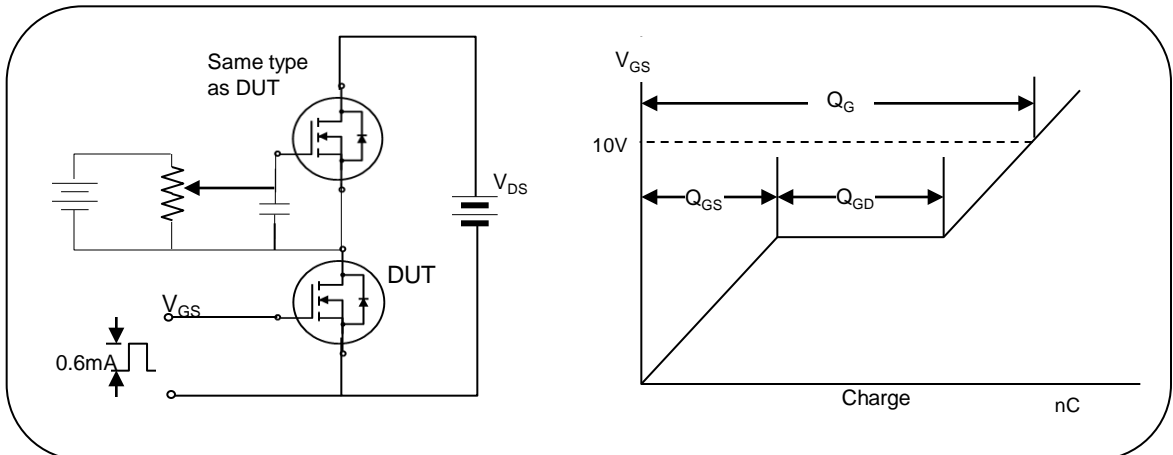 Same type
as DUT
V_DS
DUT
V_GS
0.6mA
V_GS
Q_G
10V
Q_GS
Q_GD
Charge
nC